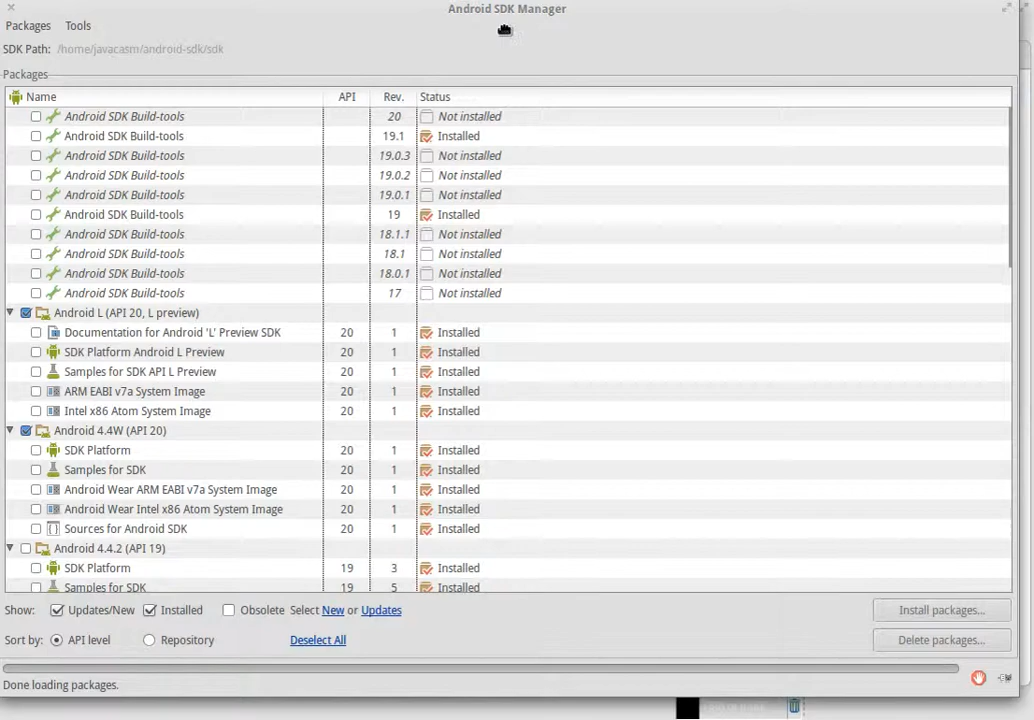 Android SDK Manager
Packages Tools
SDK Path: /home/javacasm/android-sdk/sdk
Packages
Name API Rev. Status
Android SDK Build-tools 20 Not installed
Android SDK Build-tools 19.1 Installed
Android SDK Build-tools 19.0.3 Not installed
Android SDK Build-tools 19.0.2 Not installed
Android SDK Build-tools 19.0.1 Not installed
Android SDK Build-tools 19 Installed
Android SDK Build-tools 18.1.1 Not installed
Android SDK Build-tools 18.1 Not installed
Android SDK Build-tools 18.0.1 Not installed
Android SDK Build-tools 17 Not installed
Android L (API 20, L preview)
Documentation for Android 'L' Preview SDK 20 1 Installed
SDK Platform Android L Preview 20 1 Installed
Samples for SDK API L Preview 20 1 Installed
ARM EABI v7a System Image 20 1 Installed
Intel x86 Atom System Image 20 1 Installed
Android 4.4W (API 20)
SDK Platform 20 1 Installed
Samples for SDK 20 1 Installed
Android Wear ARM EABI v7a System Image 20 1 Installed
Android Wear Intel x86 Atom System Image 20 1 Installed
Sources for Android SDK 20 1 Installed
Android 4.4.2 (API 19)
SDK Platform 19 3 Installed
Samples for SDK 19 5 Installed
Show: Updates/New Installed Obsolete Select New or Updates Install packages...
Sort by: API level Repository Deselect All Delete packages...
Done loading packages.